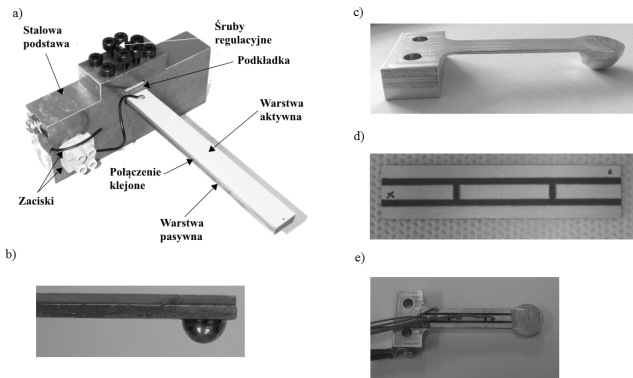 a)
Śruby
regulacyjne
Stalowa
podstawa
Podkładka
Warstwa
aktywna
Połączenie
klejone
Zaciski
Warstwa
pasywna
b)
c)
d)
e)